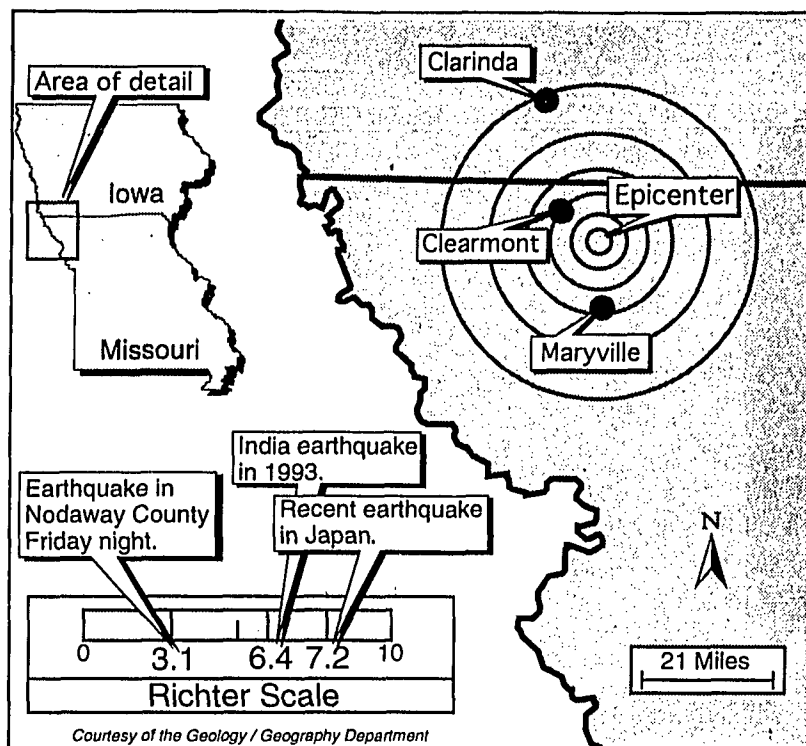 Area of detail
Iowa
Missouri
Clarinda
Epicenter
Clearmont
Maryville
India earthquake
in 1993.
Earthquake in
Nodaway County
Friday night.
Recent earthquake
in Japan.
0 3.1 6.4 7.2 10
Richter Scale
Courtesy of the Geology / Geography Department
N
21 Miles